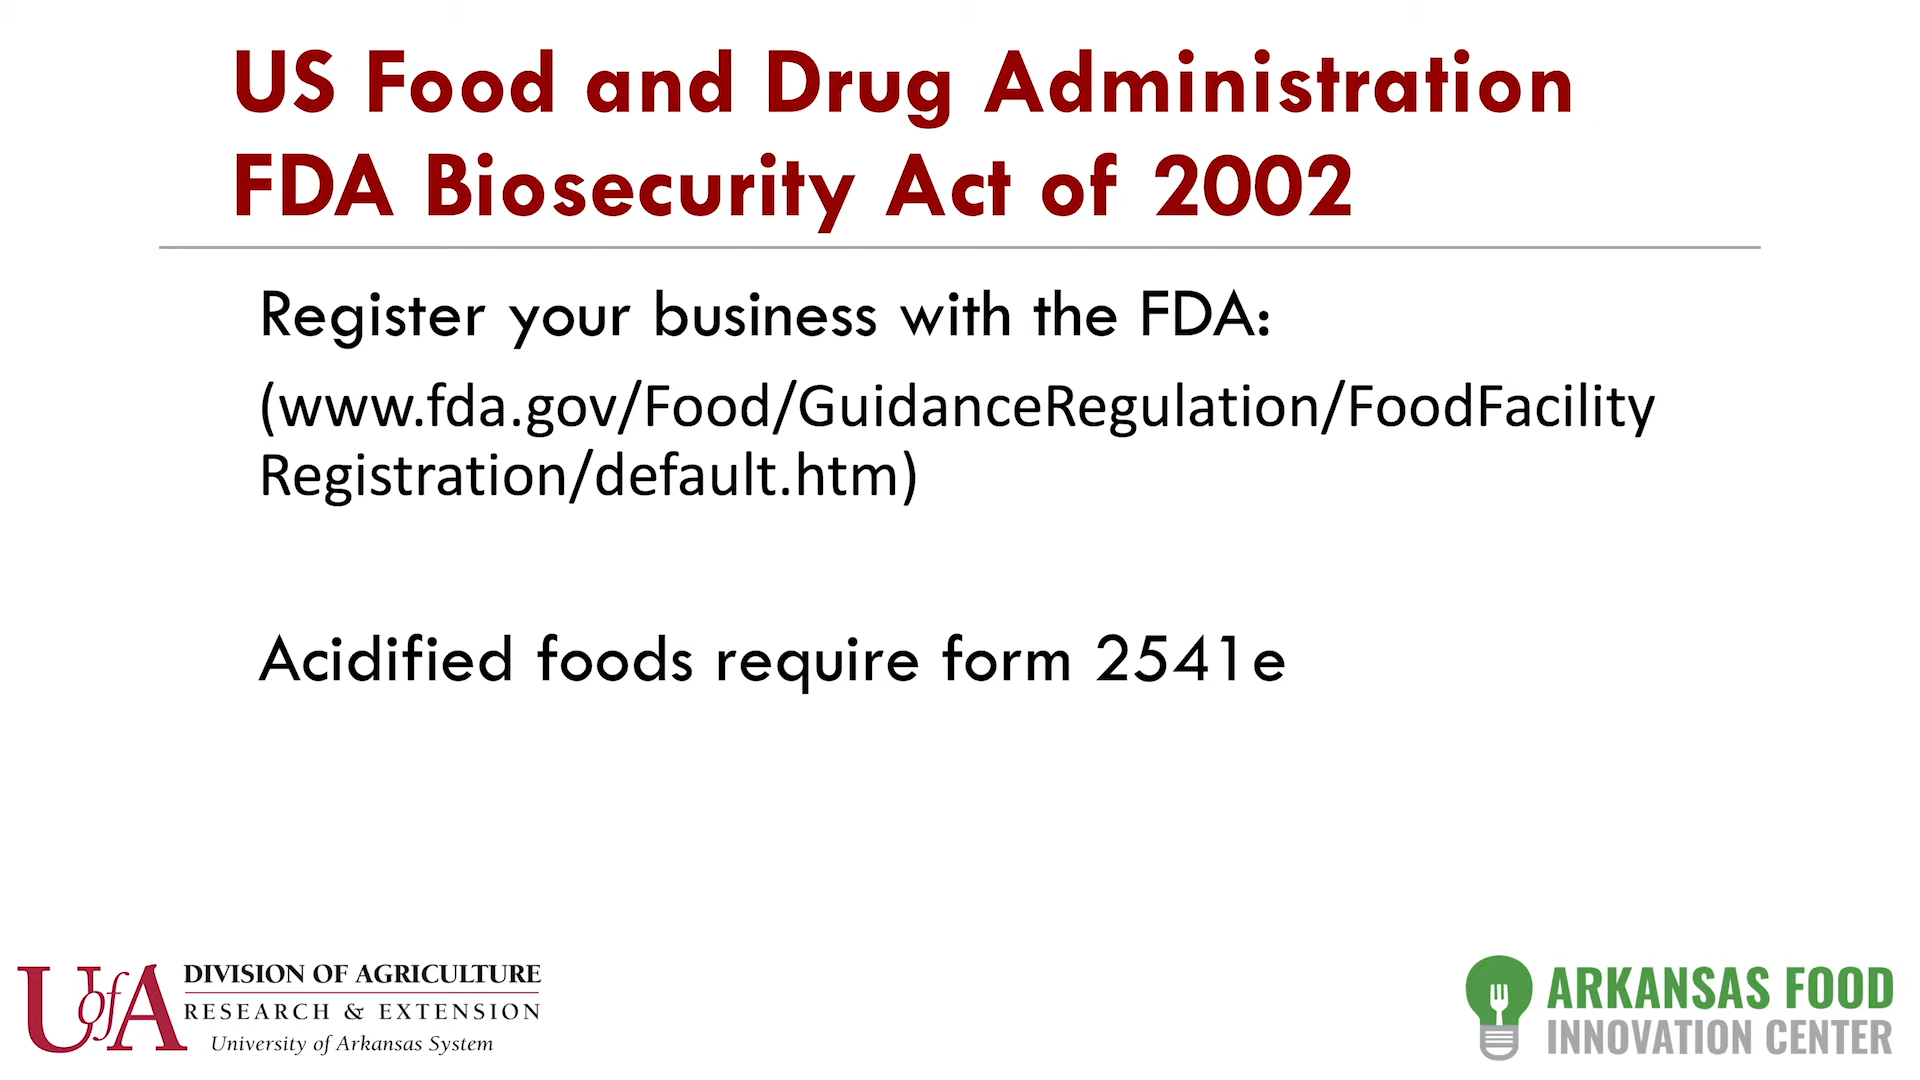 US Food and Drug Administration
FDA Biosecurity Act of 2002
Register your business with the FDA:
(www.fda.gov/Food/GuidanceRegulation/FoodFacility
Registration/default.htm)
Acidified foods require form 2541e
UofA
DIVISION OF AGRICULTURE
RESEARCH & EXTENSION
University of Arkansas System
ARKANSAS FOOD
INNOVATION CENTER